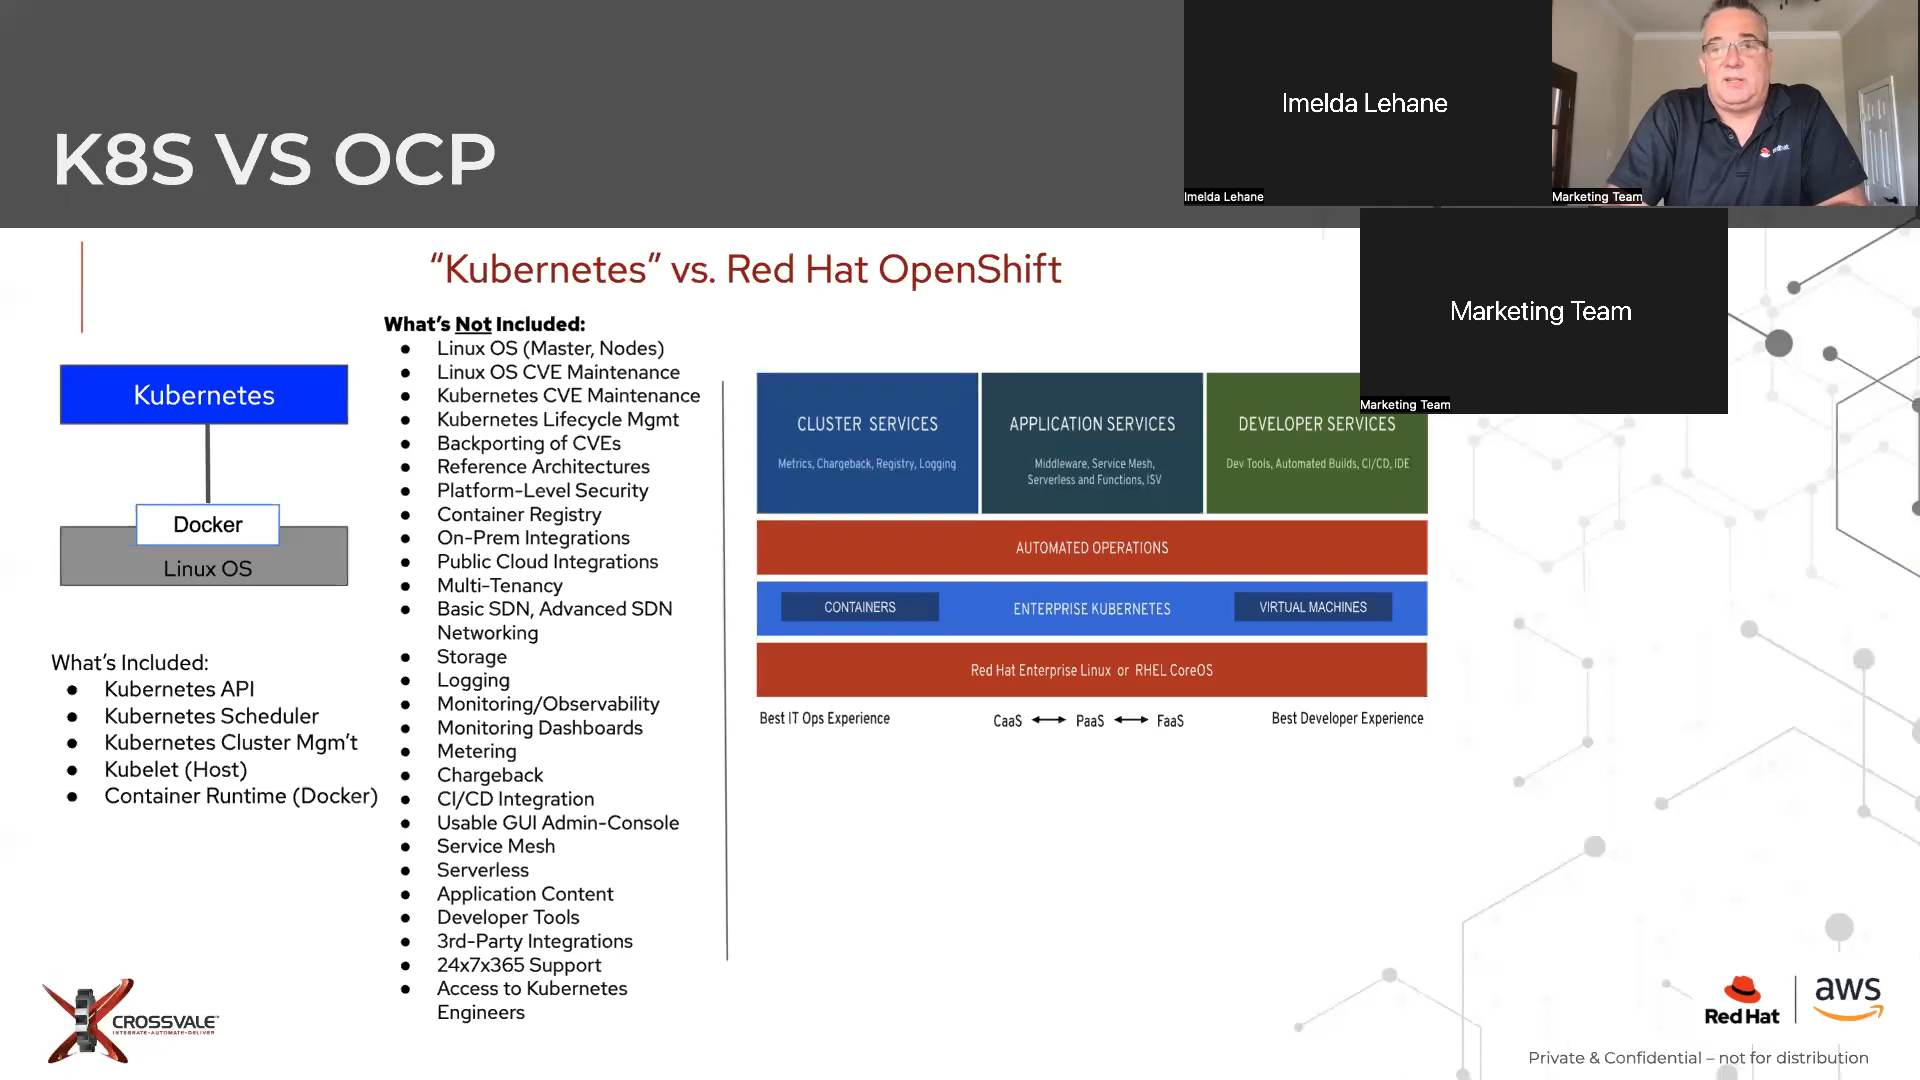 K8S VS OCP
Imelda Lehane
Imelda Lehane
redhat
Marketing Team
Marketing Team
Marketing Team
“Kubernetes” vs. Red Hat OpenShift
Kubernetes
Docker
Linux OS
What’s Included:
● Kubernetes API
● Kubernetes Scheduler
● Kubernetes Cluster Mgm’t
● Kubelet (Host)
● Container Runtime (Docker)
What’s Not Included:
● Linux OS (Master, Nodes)
● Linux OS CVE Maintenance
● Kubernetes CVE Maintenance
● Kubernetes Lifecycle Mgmt
● Backporting of CVEs
● Reference Architectures
● Platform-Level Security
● Container Registry
● On-Prem Integrations
● Public Cloud Integrations
● Multi-Tenancy
● Basic SDN, Advanced SDN
Networking
● Storage
● Logging
● Monitoring/Observability
● Monitoring Dashboards
● Metering
● Chargeback
● CI/CD Integration
● Usable GUI Admin-Console
● Service Mesh
● Serverless
● Application Content
● Developer Tools
● 3rd-Party Integrations
● 24x7x365 Support
● Access to Kubernetes
Engineers
CLUSTER SERVICES
Metrics, Chargeback, Registry, Logging
APPLICATION SERVICES
Middleware, Service Mesh,
Serverless and Functions, ISV
DEVELOPER SERVICES
Dev Tools, Automated Builds, CI/CD, IDE
AUTOMATED OPERATIONS
CONTAINERS
ENTERPRISE KUBERNETES
VIRTUAL MACHINES
Red Hat Enterprise Linux or RHEL CoreOS
Best IT Ops Experience
CaaS ⟷ PaaS ⟷ FaaS
Best Developer Experience
CROSSVALE™
INTEGRATE-AUTOMATE-DELIVER
Red Hat
aws
Private & Confidential – not for distribution